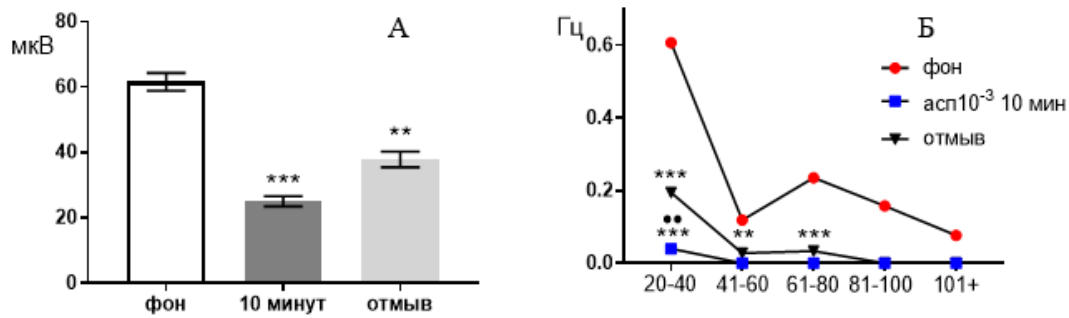 А
мкВ
80
60
40
20
0
***
**
фон
10 минут
отмыв
Б
Гц
0.6
0.4
0.2
0.0
фон
асп10⁻³ 10 мин
отмыв
***
••
***
**
***
20-40
41-60
61-80
81-100
101+